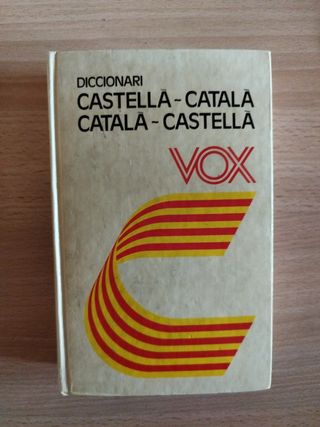 DICCIONARI
CASTELLÀ-CATALÀ
CATALÀ-CASTELLÀ
VOX